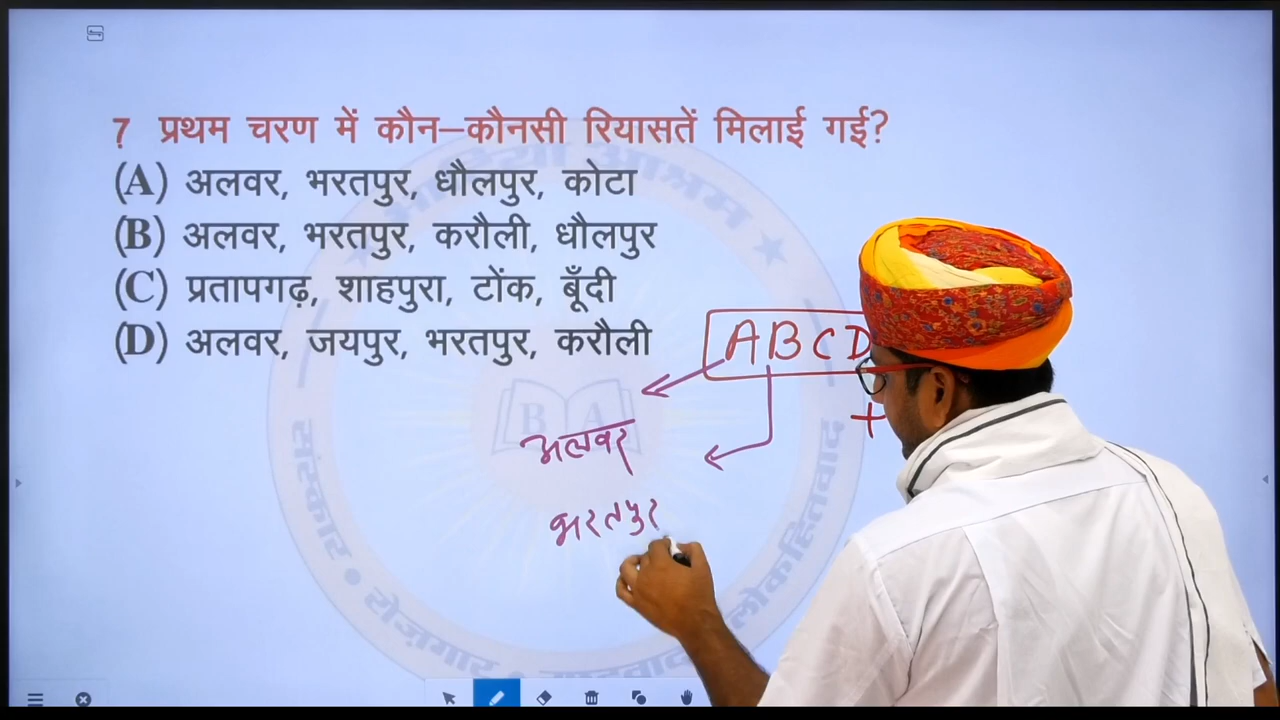 7 प्रथम चरण में कौन–कौनसी रियासतें मिलाई गई?
(A) अलवर, भरतपुर, धौलपुर, कोटा
(B) अलवर, भरतपुर, करौली, धौलपुर
(C) प्रतापगढ़, शाहपुरा, टोंक, बूँदी
(D) अलवर, जयपुर, भरतपुर, करौली
A B C D
+
अलवर
भरतपुर
B A
संस्कार • रोज़गार •